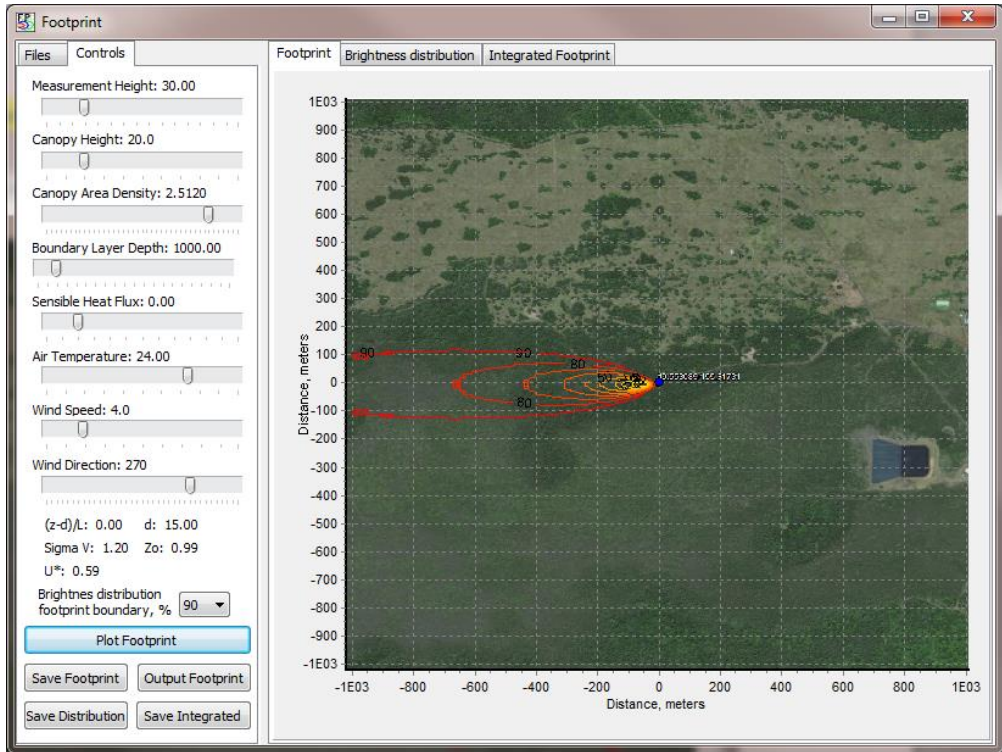 Footprint
Files Controls
Measurement Height: 30.00
Canopy Height: 20.0
Canopy Area Density: 2.5120
Boundary Layer Depth: 1000.00
Sensible Heat Flux: 0.00
Air Temperature: 24.00
Wind Speed: 4.0
Wind Direction: 270
(z-d)/L: 0.00 d: 15.00
Sigma V: 1.20 Zo: 0.99
U*: 0.59
Brightnes distribution
footprint boundary, % 90
Plot Footprint
Save Footprint Output Footprint
Save Distribution Save Integrated
Footprint Brightness distribution Integrated Footprint
Distance, meters
1E03
900
800
700
600
500
400
300
200
100
0
-100
-200
-300
-400
-500
-600
-700
-800
-900
-1E03
90 90
80
80
-1E03 -800 -600 -400 -200 0 200 400 600 800 1E03
Distance, meters